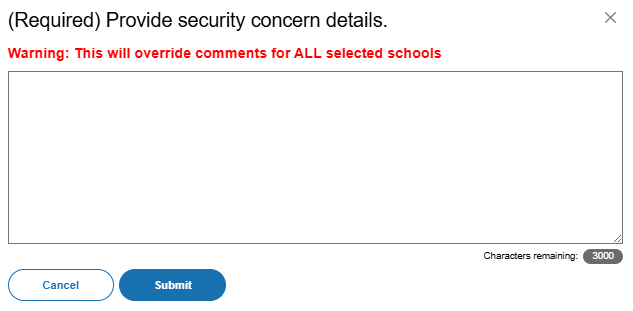 (Required) Provide security concern details.
Warning: This will override comments for ALL selected schools
Characters remaining: 3000
Cancel Submit